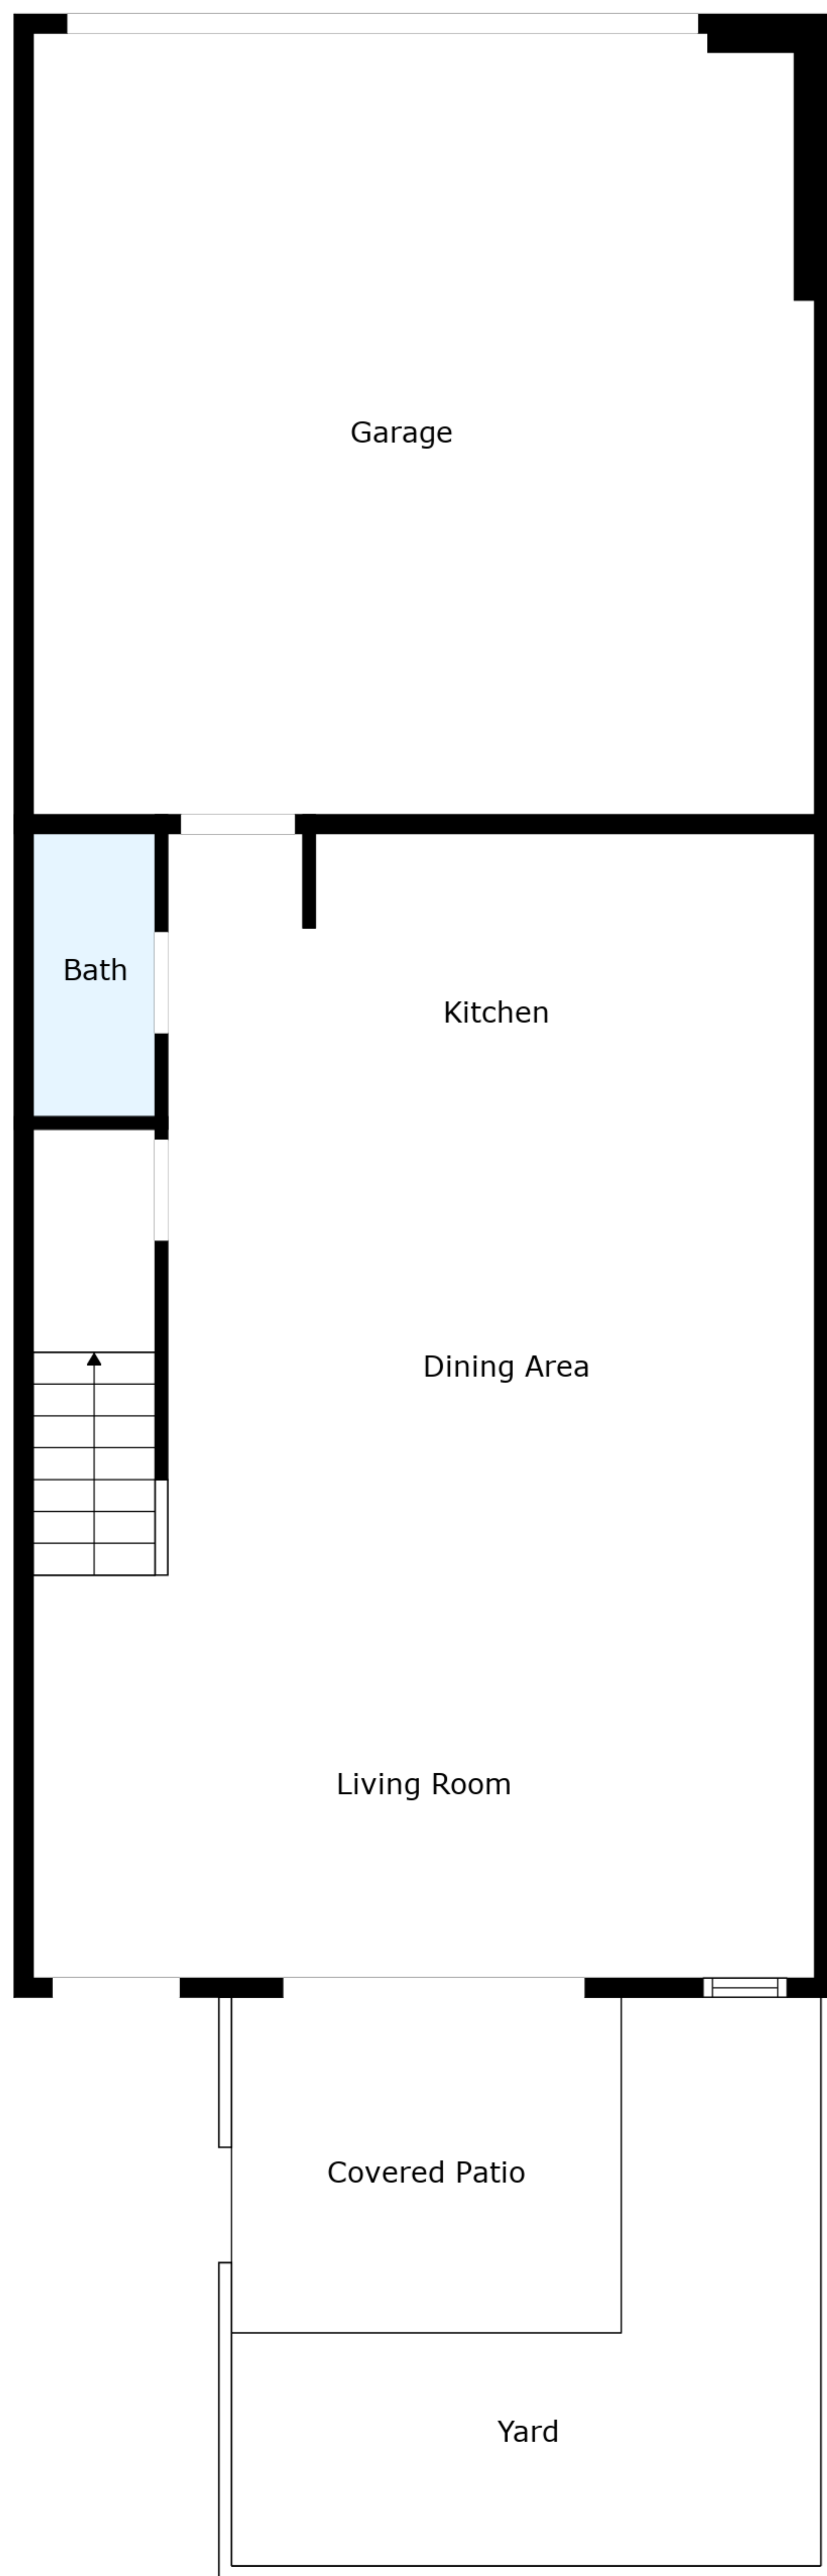 Garage
Bath
Kitchen
Dining Area
Living Room
Covered Patio
Yard